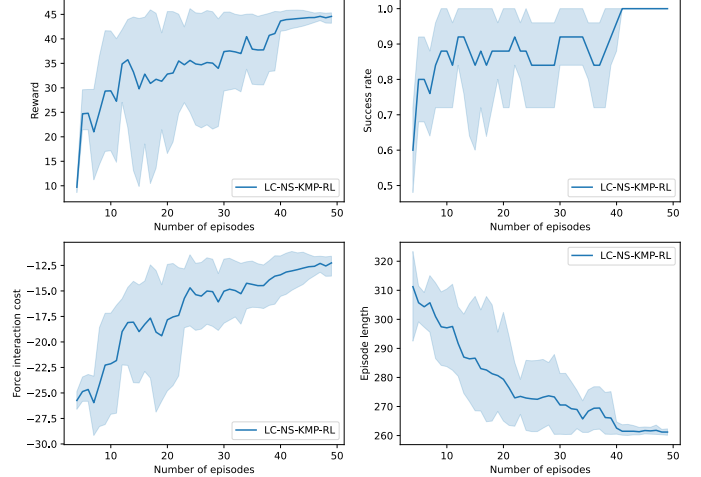 45
40
35
30
25
20
15
10
Reward
10 20 30 40 50
Number of episodes
LC-NS-KMP-RL
1.0
0.9
0.8
0.7
0.6
0.5
Success rate
10 20 30 40 50
Number of episodes
LC-NS-KMP-RL
−12.5
−15.0
−17.5
−20.0
−22.5
−25.0
−27.5
−30.0
Force interaction cost
10 20 30 40 50
Number of episodes
LC-NS-KMP-RL
320
310
300
290
280
270
260
Episode length
10 20 30 40 50
Number of episodes
LC-NS-KMP-RL